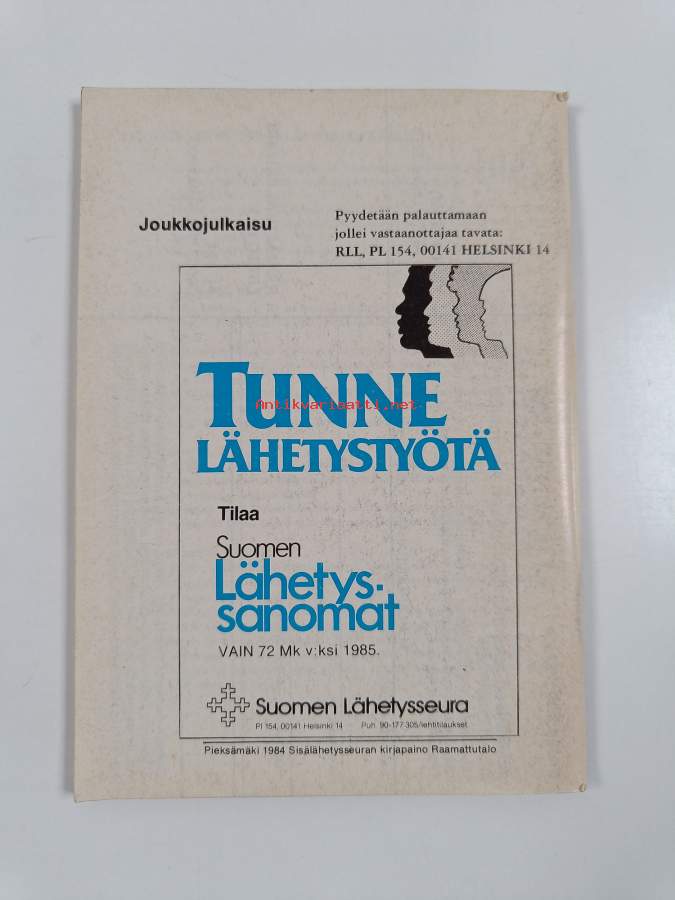 Joukkojulkaisu
Pyydetään palauttamaan
jollei vastaanottajaa tavata:
RLL, PL 154, 00141 HELSINKI 14
TUNNE
Antikvariaatti.net
LÄHETYSTYÖTÄ
Tilaa
Suomen
Lähetys-
sanomat
VAIN 72 Mk v:ksi 1985.
Suomen Lähetysseura
Pl 154, 00141 Helsinki 14 Puh. 90-177 305/lehtitilaukset
Pieksämäki 1984 Sisälähetysseuran kirjapaino Raamattutalo